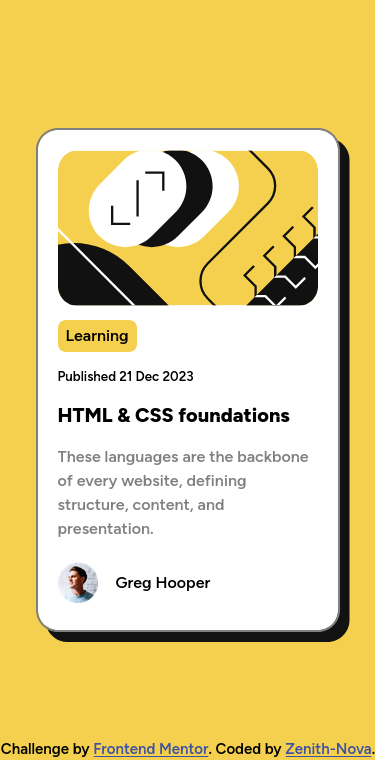 Learning
Published 21 Dec 2023
HTML & CSS foundations
These languages are the backbone
of every website, defining
structure, content, and
presentation.
Greg Hooper
Challenge by Frontend Mentor. Coded by Zenith-Nova.